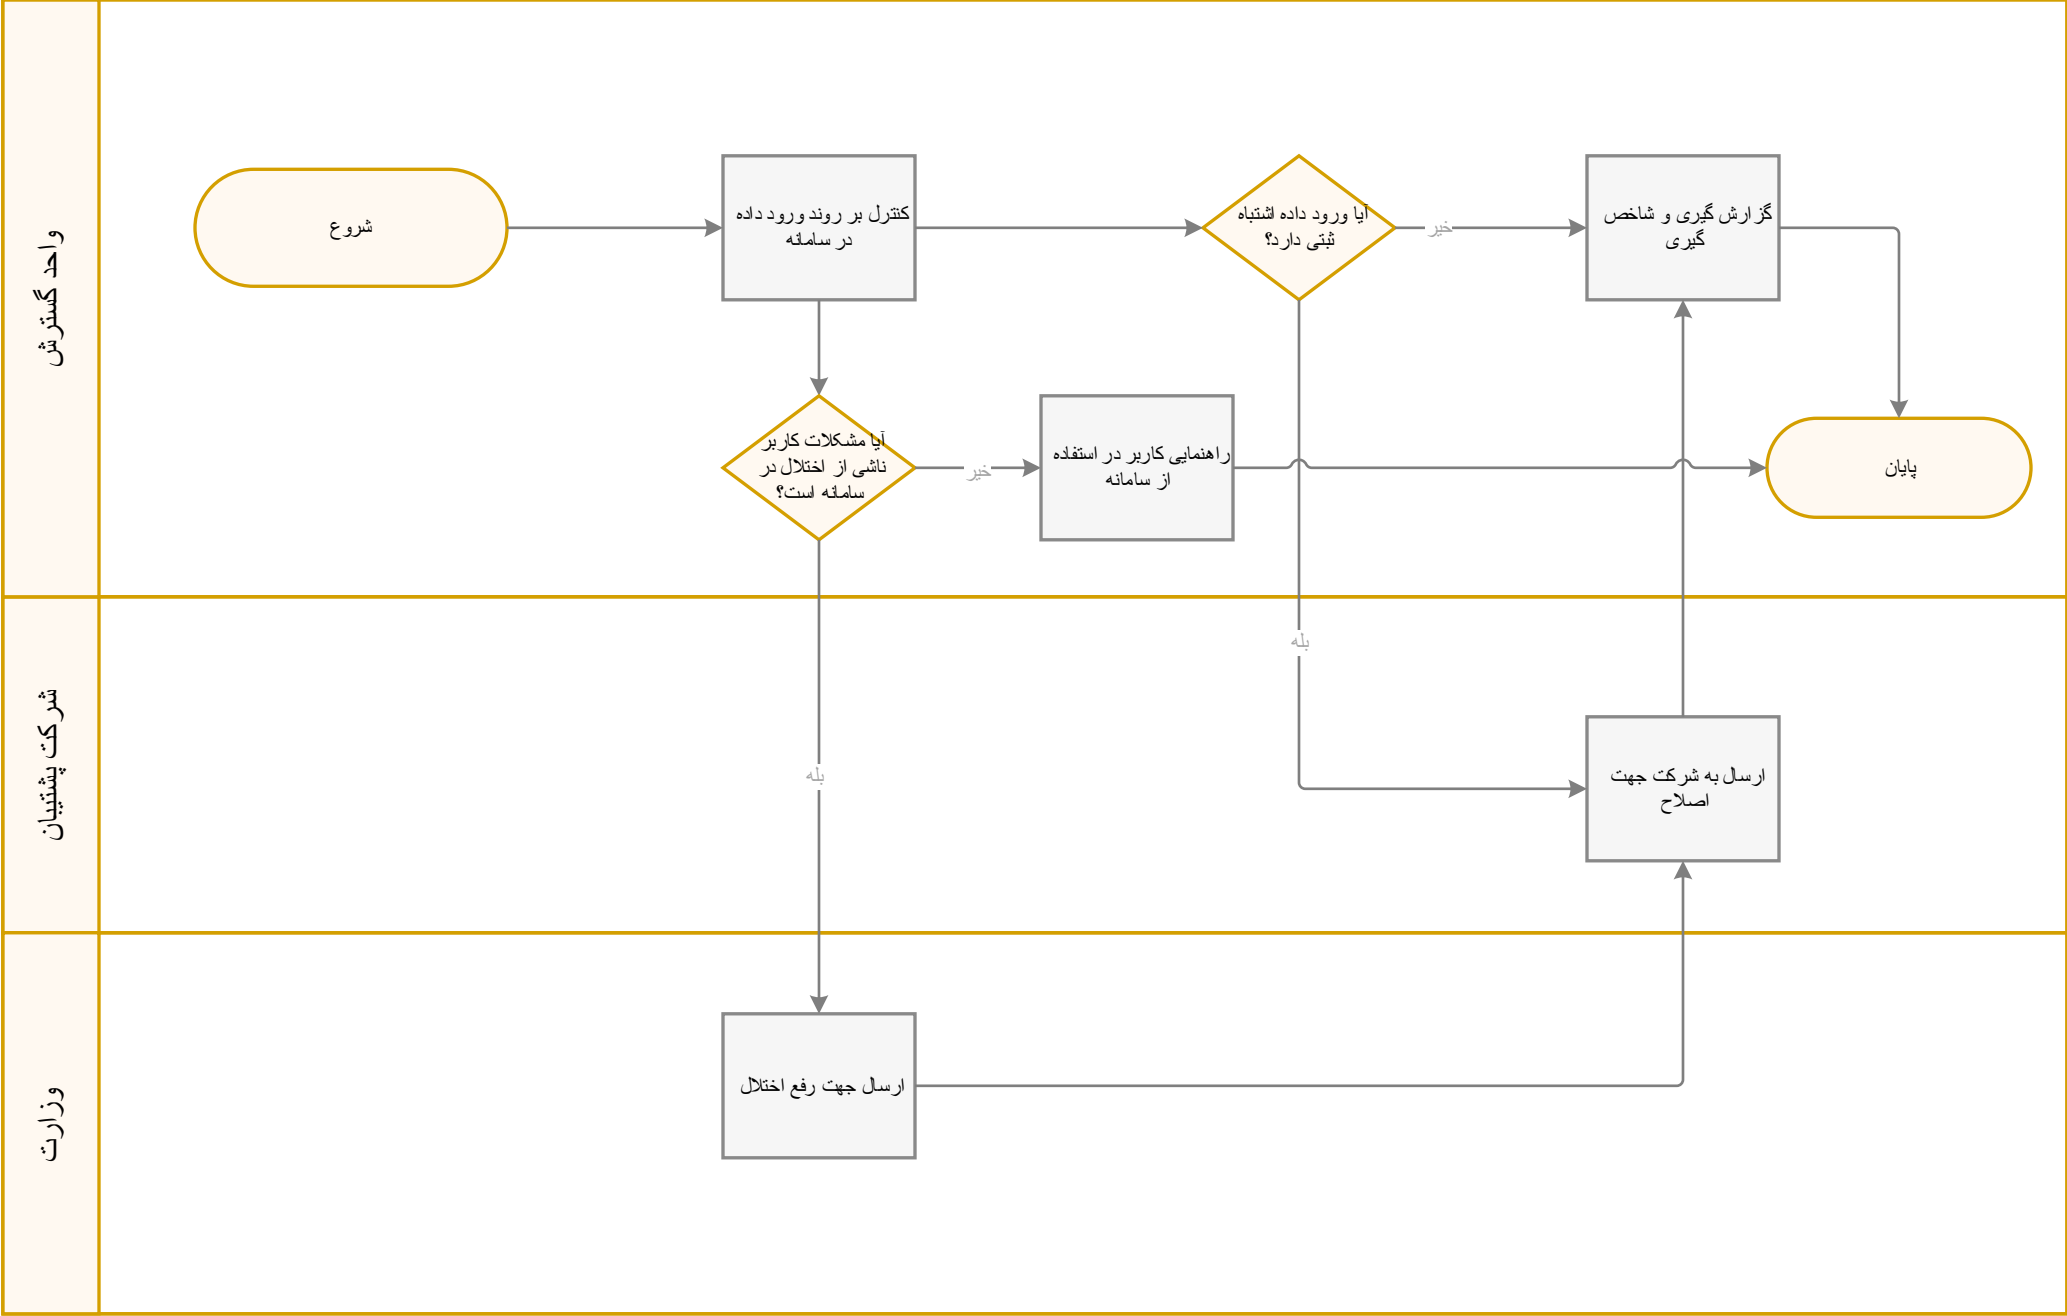 واحد گسترش
شروع
کنترل بر روند ورود داده
در سامانه
آیا ورود داده اشتباه
ثبتی دارد؟
خیر
گزارش گیری و شاخص
گیری
آیا مشکلات کاربر
ناشی از اختلال در
سامانه است؟
خیر
راهنمایی کاربر در استفاده
از سامانه
پایان
شرکت پشتیبان
بله
بله
ارسال به شرکت جهت
اصلاح
وزارت
ارسال جهت رفع اختلال